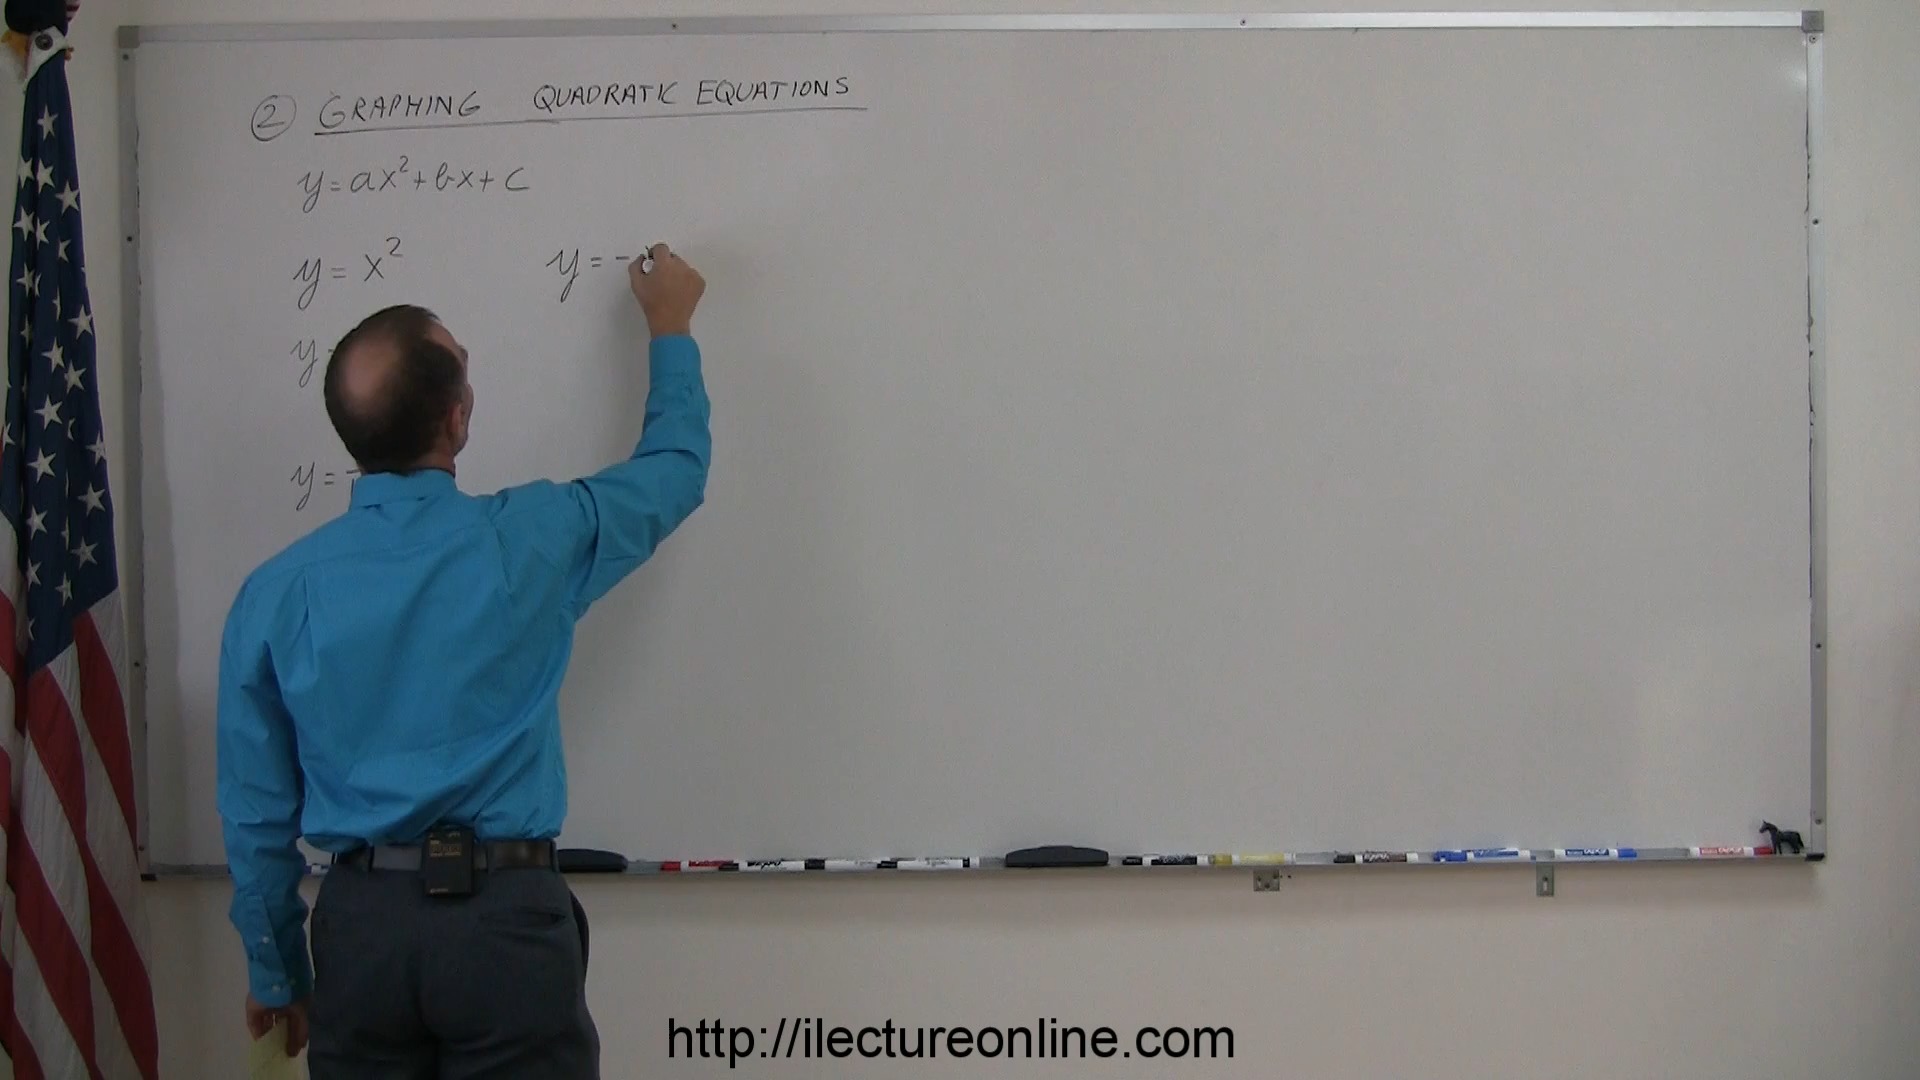 ② GRAPHING QUADRATIC EQUATIONS
y = ax² + bx + c
y = x²
y = -
y
y =
http://ilectureonline.com